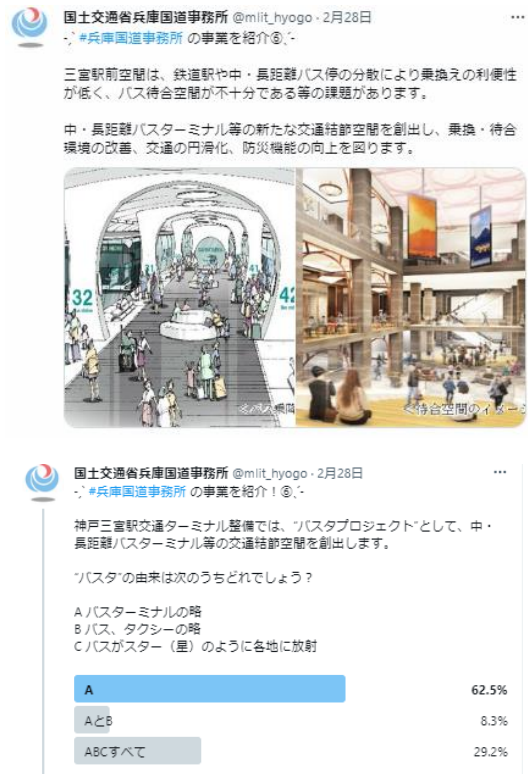 国土交通省兵庫国道事務所 @mlit_hyogo · 2月28日
-ˋˏ #兵庫国道事務所 の事業を紹介⑥ˎˊ-
三宮駅前空間は、鉄道駅や中・長距離バス停の分散により乗換えの利便性
が低く、バス待合空間が不十分である等の課題があります。
中・長距離バスターミナル等の新たな交通結節空間を創出し、乗換・待合
環境の改善、交通の円滑化、防災機能の向上を図ります。
32
31
41
42
<バス乗降
<待合空間のイメージ
国土交通省兵庫国道事務所 @mlit_hyogo · 2月28日
-ˋˏ #兵庫国道事務所 の事業を紹介！⑥ˎˊ-
神戸三宮駅交通ターミナル整備では、“バスタプロジェクト”として、中・
長距離バスターミナル等の交通結節空間を創出します。
“バスタ”の由来は次のうちどれでしょう？
A バスターミナルの略
B バス、タクシーの略
C バスがスター（星）のように各地に放射
A 62.5%
AとB 8.3%
ABCすべて 29.2%